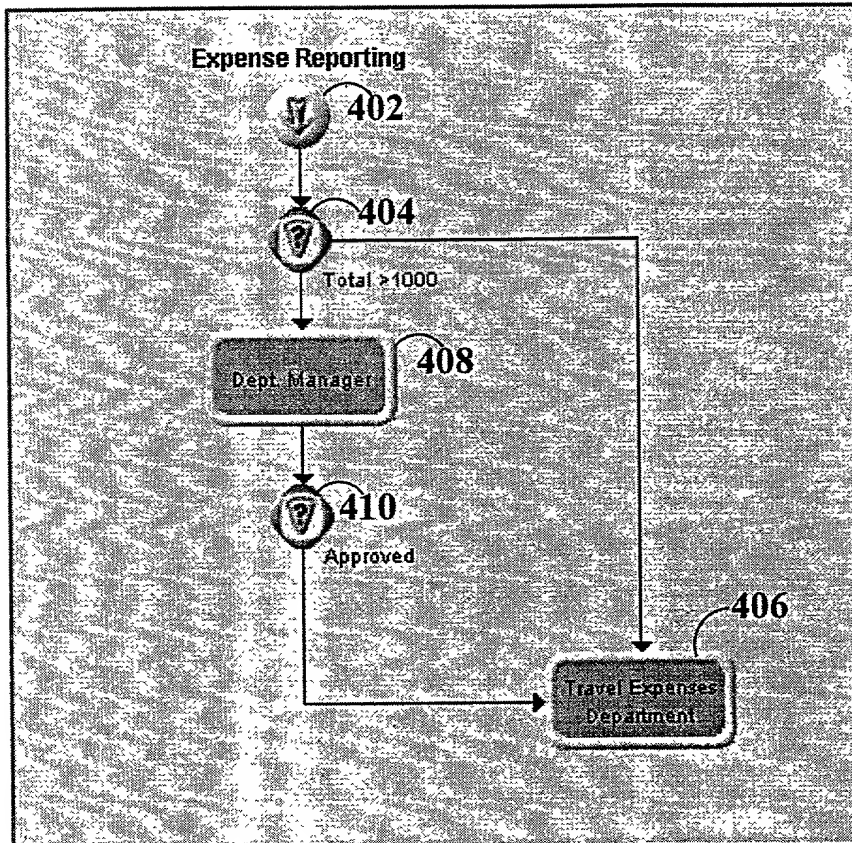 Expense Reporting
402
404
Total >1000
Dept. Manager
408
410
Approved
406
Travel Expenses
Department